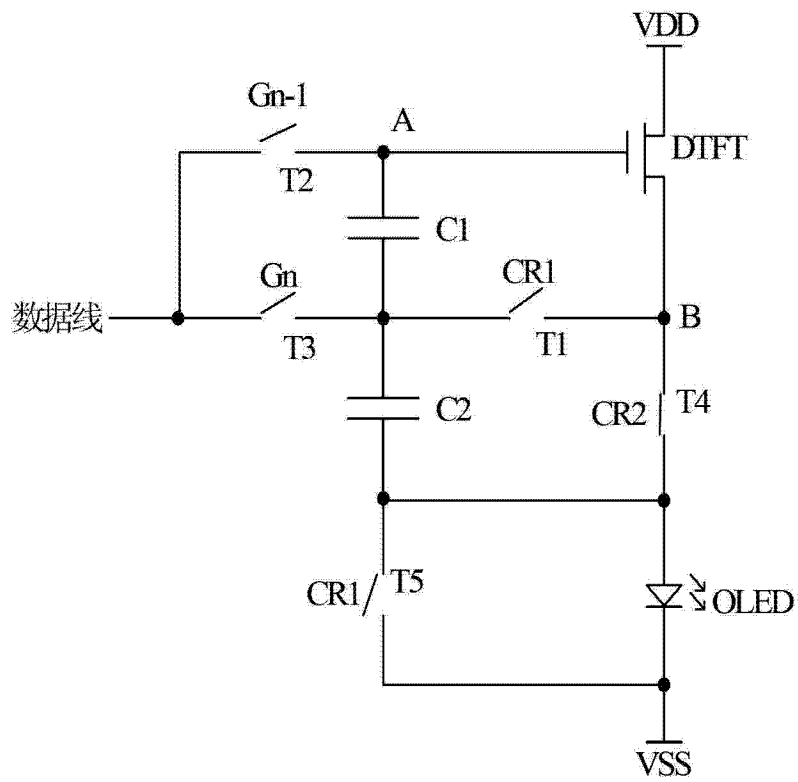 VDD
Gn-1
A
DTFT
T2
C1
Gn
CR1
数据线
B
T3
T1
C2
CR2
T4
CR1
T5
OLED
VSS